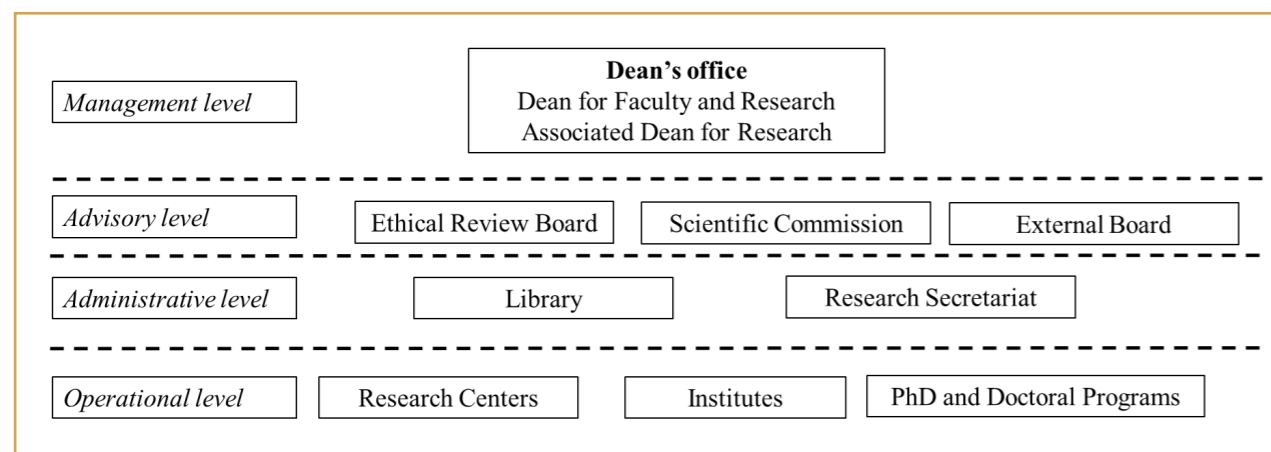 Management level
Dean’s office
Dean for Faculty and Research
Associated Dean for Research
Advisory level
Ethical Review Board
Scientific Commission
External Board
Administrative level
Library
Research Secretariat
Operational level
Research Centers
Institutes
PhD and Doctoral Programs